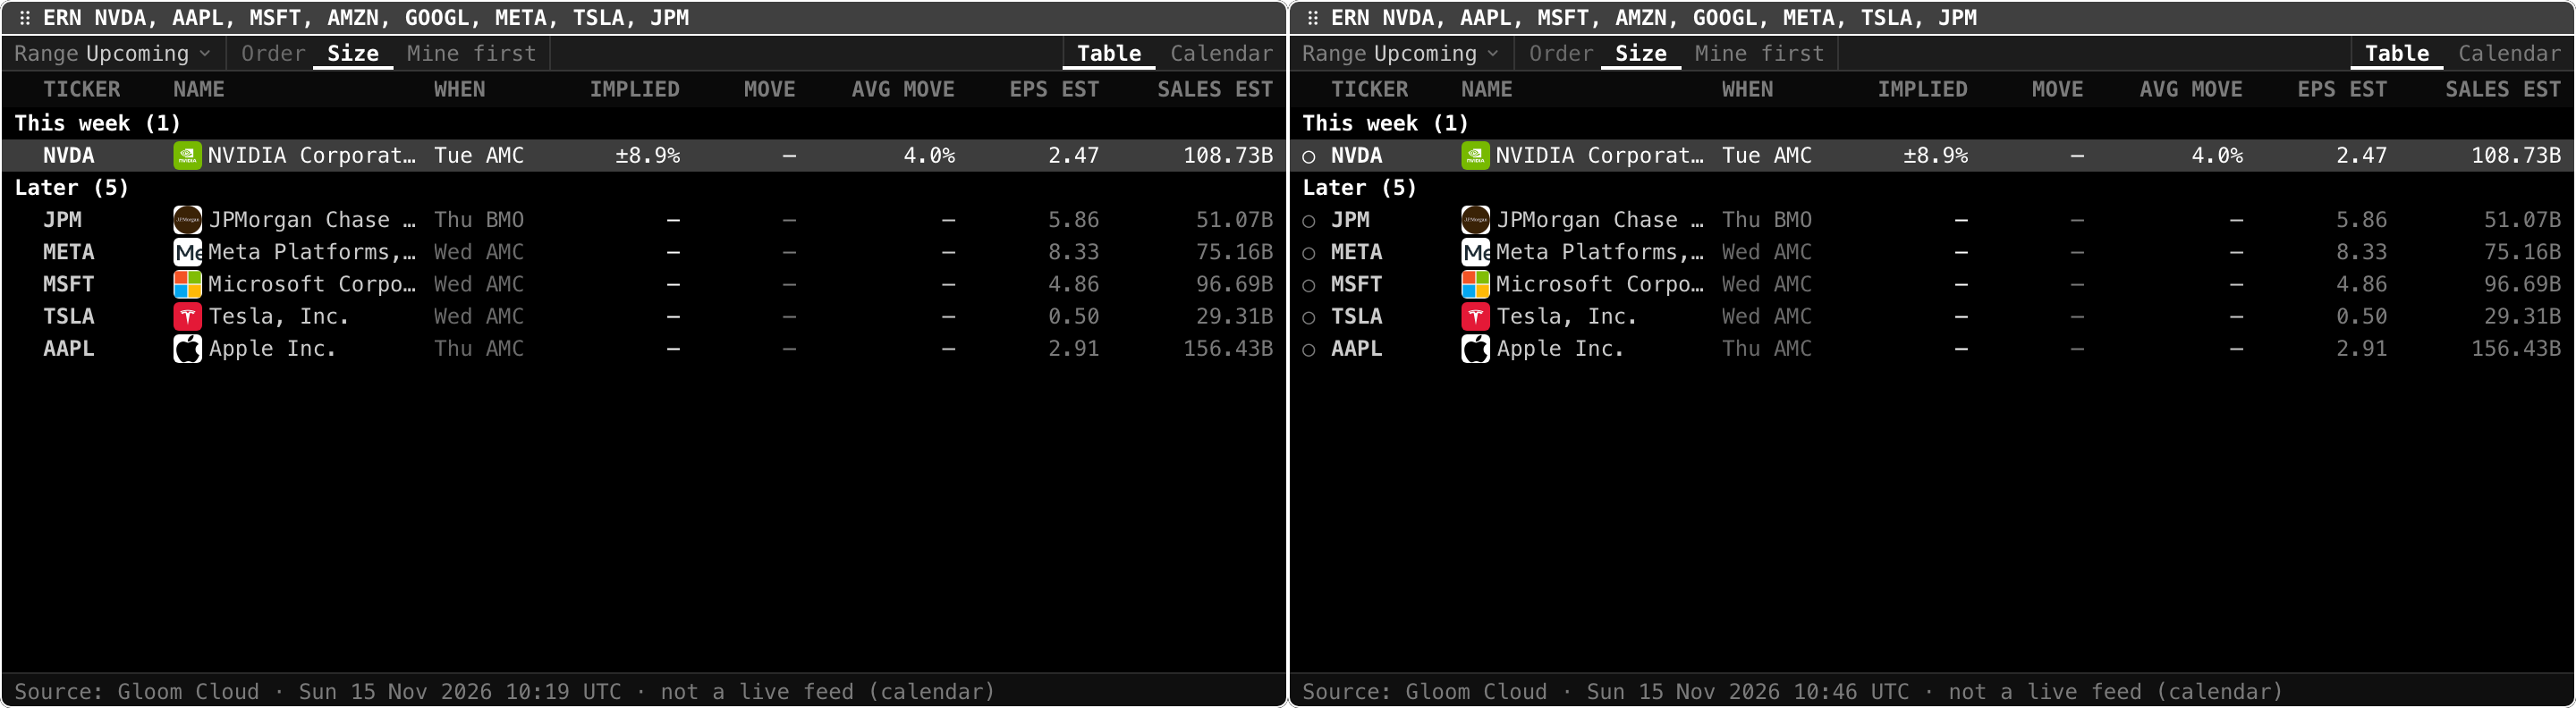 ERN NVDA, AAPL, MSFT, AMZN, GOOGL, META, TSLA, JPM
Range Upcoming Order Size Mine first Table Calendar
TICKER NAME WHEN IMPLIED MOVE AVG MOVE EPS EST SALES EST
This week (1)
NVDA NVIDIA Corporat… Tue AMC ±8.9% — 4.0% 2.47 108.73B
Later (5)
JPM JPMorgan Chase … Thu BMO — — — 5.86 51.07B
META Me Meta Platforms,… Wed AMC — — — 8.33 75.16B
MSFT Microsoft Corpo… Wed AMC — — — 4.86 96.69B
TSLA Tesla, Inc. Wed AMC — — — 0.50 29.31B
AAPL Apple Inc. Thu AMC — — — 2.91 156.43B
Source: Gloom Cloud · Sun 15 Nov 2026 10:19 UTC · not a live feed (calendar)
ERN NVDA, AAPL, MSFT, AMZN, GOOGL, META, TSLA, JPM
Range Upcoming Order Size Mine first Table Calendar
TICKER NAME WHEN IMPLIED MOVE AVG MOVE EPS EST SALES EST
This week (1)
○ NVDA NVIDIA Corporat… Tue AMC ±8.9% — 4.0% 2.47 108.73B
Later (5)
○ JPM JPMorgan Chase … Thu BMO — — — 5.86 51.07B
○ META Me Meta Platforms,… Wed AMC — — — 8.33 75.16B
○ MSFT Microsoft Corpo… Wed AMC — — — 4.86 96.69B
○ TSLA Tesla, Inc. Wed AMC — — — 0.50 29.31B
○ AAPL Apple Inc. Thu AMC — — — 2.91 156.43B
Source: Gloom Cloud · Sun 15 Nov 2026 10:46 UTC · not a live feed (calendar)